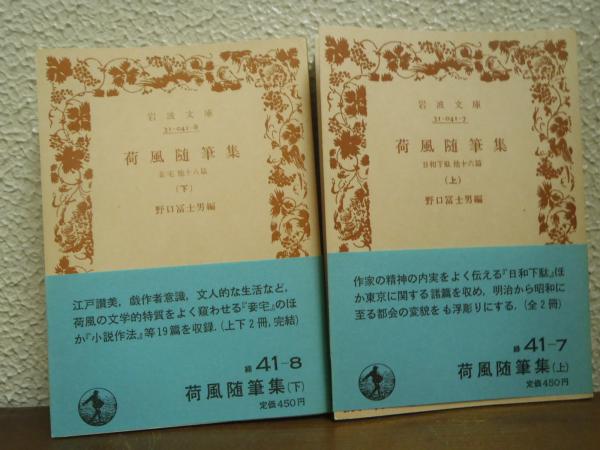 岩波文庫
31-041-8
荷風随筆集
妾宅 他十八篇
(下)
野口冨士男編
江戸讃美，戯作者意識，文人的な生活など，
荷風の文学的特質をよく窺わせる『妾宅』のほ
か『小説作法』等19篇を収録．(上下2冊，完結)
緑 41-8
荷風随筆集(下)
定価450円
岩波文庫
31-041-7
荷風随筆集
日和下駄 他十六篇
(上)
野口冨士男編
作家の精神の内実をよく伝える『日和下駄』ほ
か東京に関する諸篇を収め，明治から昭和に
至る都会の変貌をも浮彫りにする．(全2冊)
緑 41-7
荷風随筆集(上)
定価450円